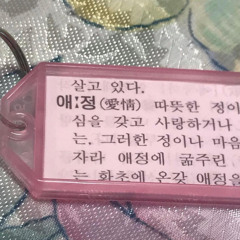 살고 있다.
애:정(愛情) 따뜻한 정이
심을 갖고 사랑하거나
는. 그러한 정이나 마음
자라 애정에 굶주린
는 화초에 온갖 애정을